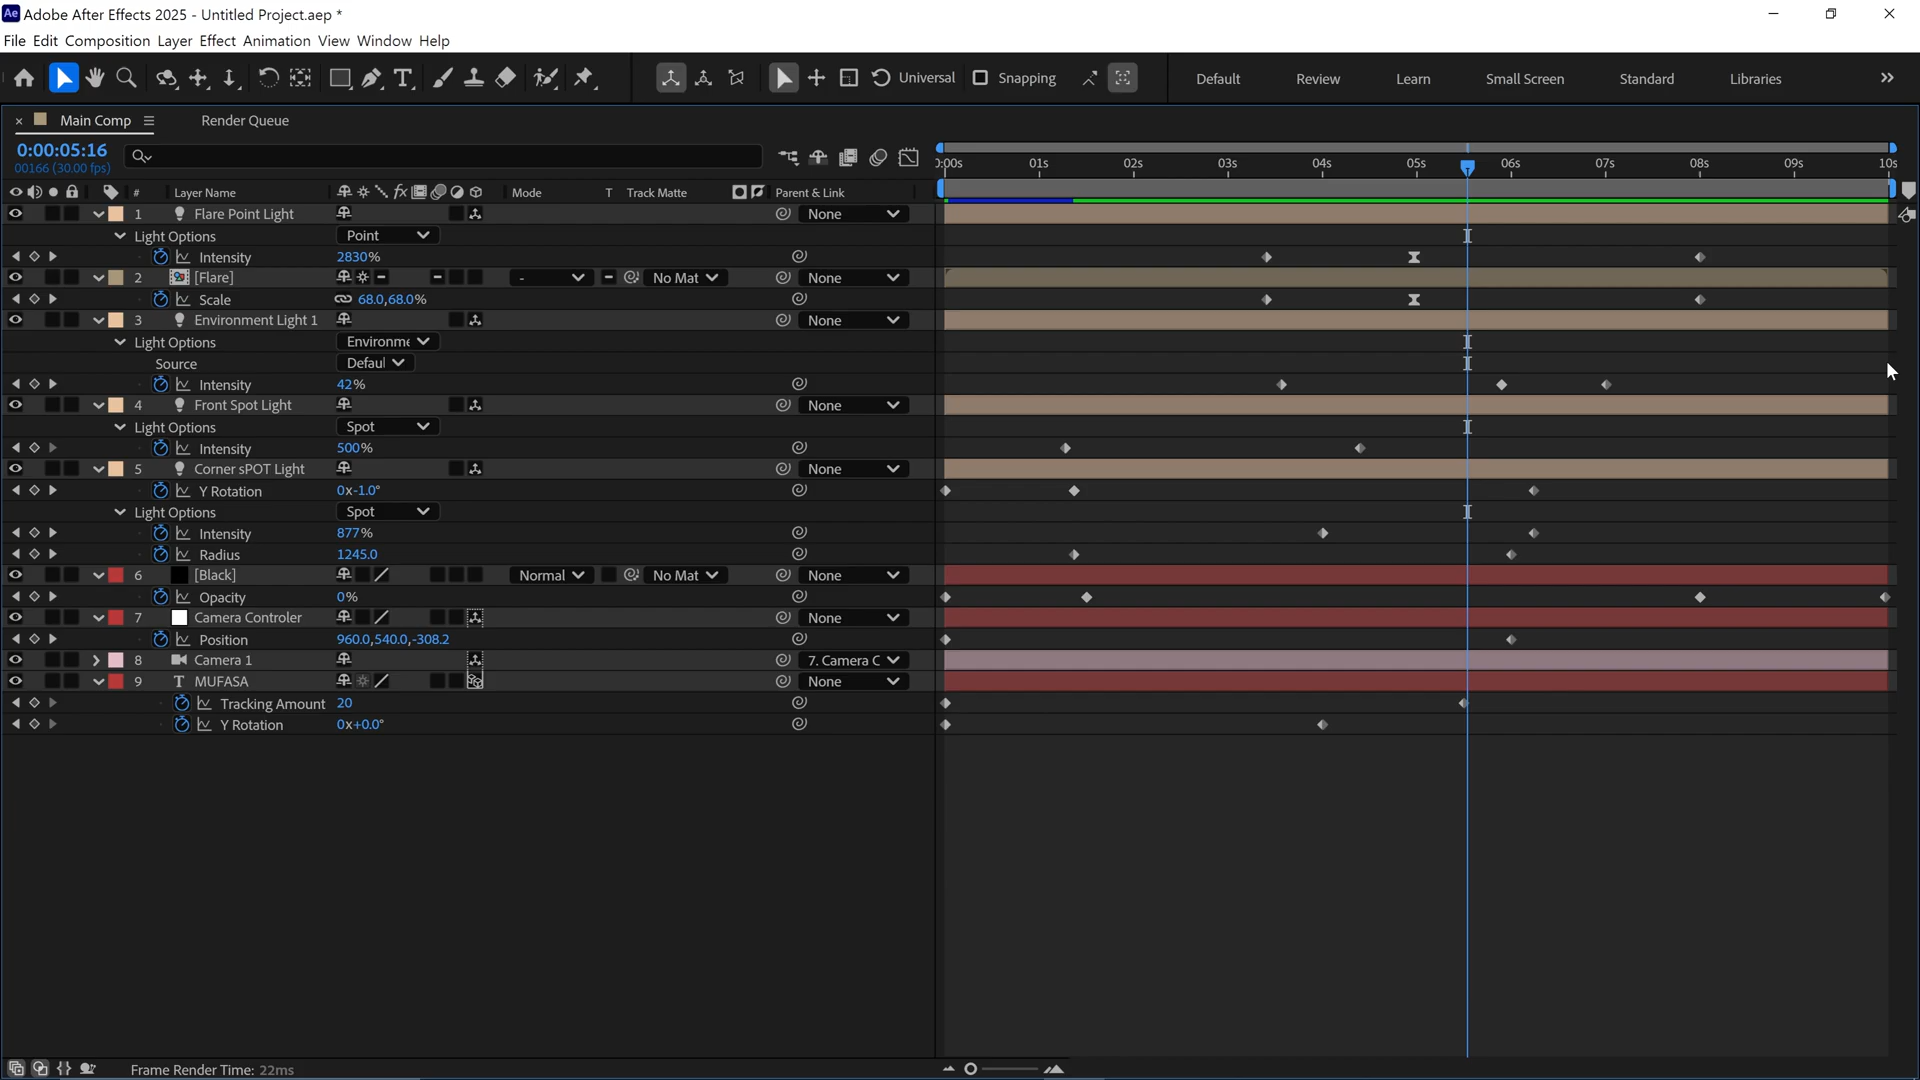 Ae Adobe After Effects 2025 - Untitled Project.aep *
File Edit Composition Layer Effect Animation View Window Help
Universal Snapping Default Review Learn Small Screen Standard Libraries
Main Comp Render Queue
0:00:05:16
00166 (30.00 fps)
):00s 01s 02s 03s 04s 05s 06s 07s 08s 09s 10s
# Layer Name fx Mode T Track Matte Parent & Link
1 Flare Point Light None
Light Options Point
Intensity 2830%
2 [Flare] - No Mat None
Scale 68.0,68.0%
3 Environment Light 1 None
Light Options Environme
Source Defaul
Intensity 42%
4 Front Spot Light None
Light Options Spot
Intensity 500%
5 Corner sPOT Light None
Y Rotation 0x-1.0°
Light Options Spot
Intensity 877%
Radius 1245.0
6 [Black] Normal No Mat None
Opacity 0%
7 Camera Controler None
Position 960.0,540.0,-308.2
8 Camera 1 7. Camera C
9 T MUFASA None
Tracking Amount 20
Y Rotation 0x+0.0°
Frame Render Time: 22ms